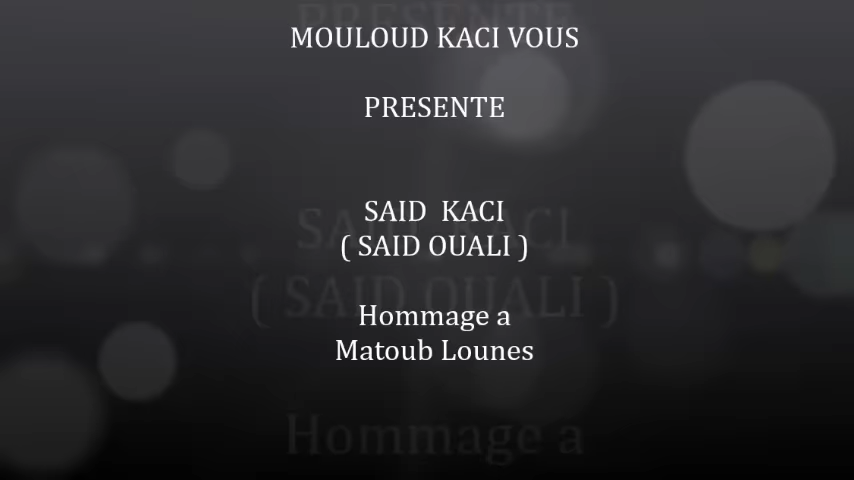 MOULOUD KACI VOUS
PRESENTE
SAID KACI
( SAID OUALI )
Hommage a
Matoub Lounes